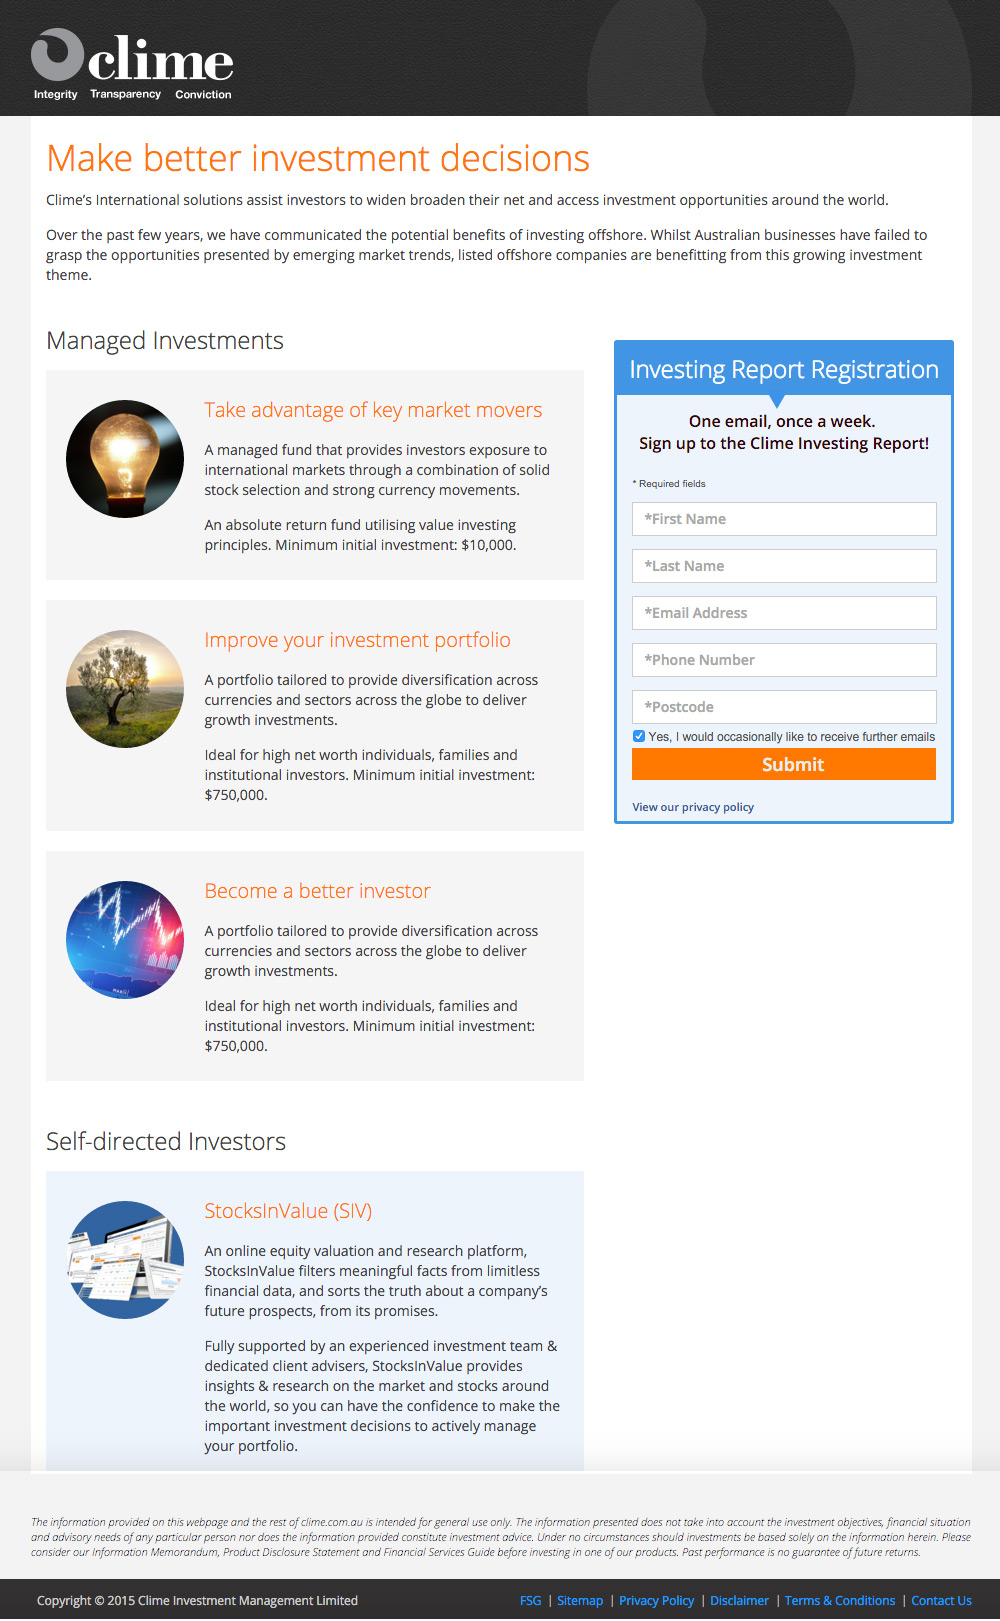 clime
Integrity Transparency Conviction
Make better investment decisions
Clime's International solutions assist investors to widen broaden their net and access investment opportunities around the world.
Over the past few years, we have communicated the potential benefits of investing offshore. Whilst Australian businesses have failed to
grasp the opportunities presented by emerging market trends, listed offshore companies are benefitting from this growing investment
theme.
Managed Investments
Take advantage of key market movers
A managed fund that provides investors exposure to
international markets through a combination of solid
stock selection and strong currency movements.
An absolute return fund utilising value investing
principles. Minimum initial investment: $10,000.
Improve your investment portfolio
A portfolio tailored to provide diversification across
currencies and sectors across the globe to deliver
growth investments.
Ideal for high net worth individuals, families and
institutional investors. Minimum initial investment:
$750,000.
Become a better investor
A portfolio tailored to provide diversification across
currencies and sectors across the globe to deliver
growth investments.
Ideal for high net worth individuals, families and
institutional investors. Minimum initial investment:
$750,000.
Investing Report Registration
One email, once a week.
Sign up to the Clime Investing Report!
* Required fields
*First Name
*Last Name
*Email Address
*Phone Number
*Postcode
Yes, I would occasionally like to receive further emails
Submit
View our privacy policy
Self-directed Investors
StocksInValue (SIV)
An online equity valuation and research platform,
StocksInValue filters meaningful facts from limitless
financial data, and sorts the truth about a company's
future prospects, from its promises.
Fully supported by an experienced investment team &
dedicated client advisers, StocksInValue provides
insights & research on the market and stocks around
the world, so you can have the confidence to make the
important investment decisions to actively manage
your portfolio.
The information provided on this webpage and the rest of clime.com.au is intended for general use only. The information presented does not take into account the investment objectives, financial situation
and advisory needs of any particular person nor does the information provided constitute investment advice. Under no circumstances should investments be based solely on the information herein. Please
consider our Information Memorandum, Product Disclosure Statement and Financial Services Guide before investing in one of our products. Past performance is no guarantee of future returns.
Copyright © 2015 Clime Investment Management Limited
FSG | Sitemap | Privacy Policy | Disclaimer | Terms & Conditions | Contact Us